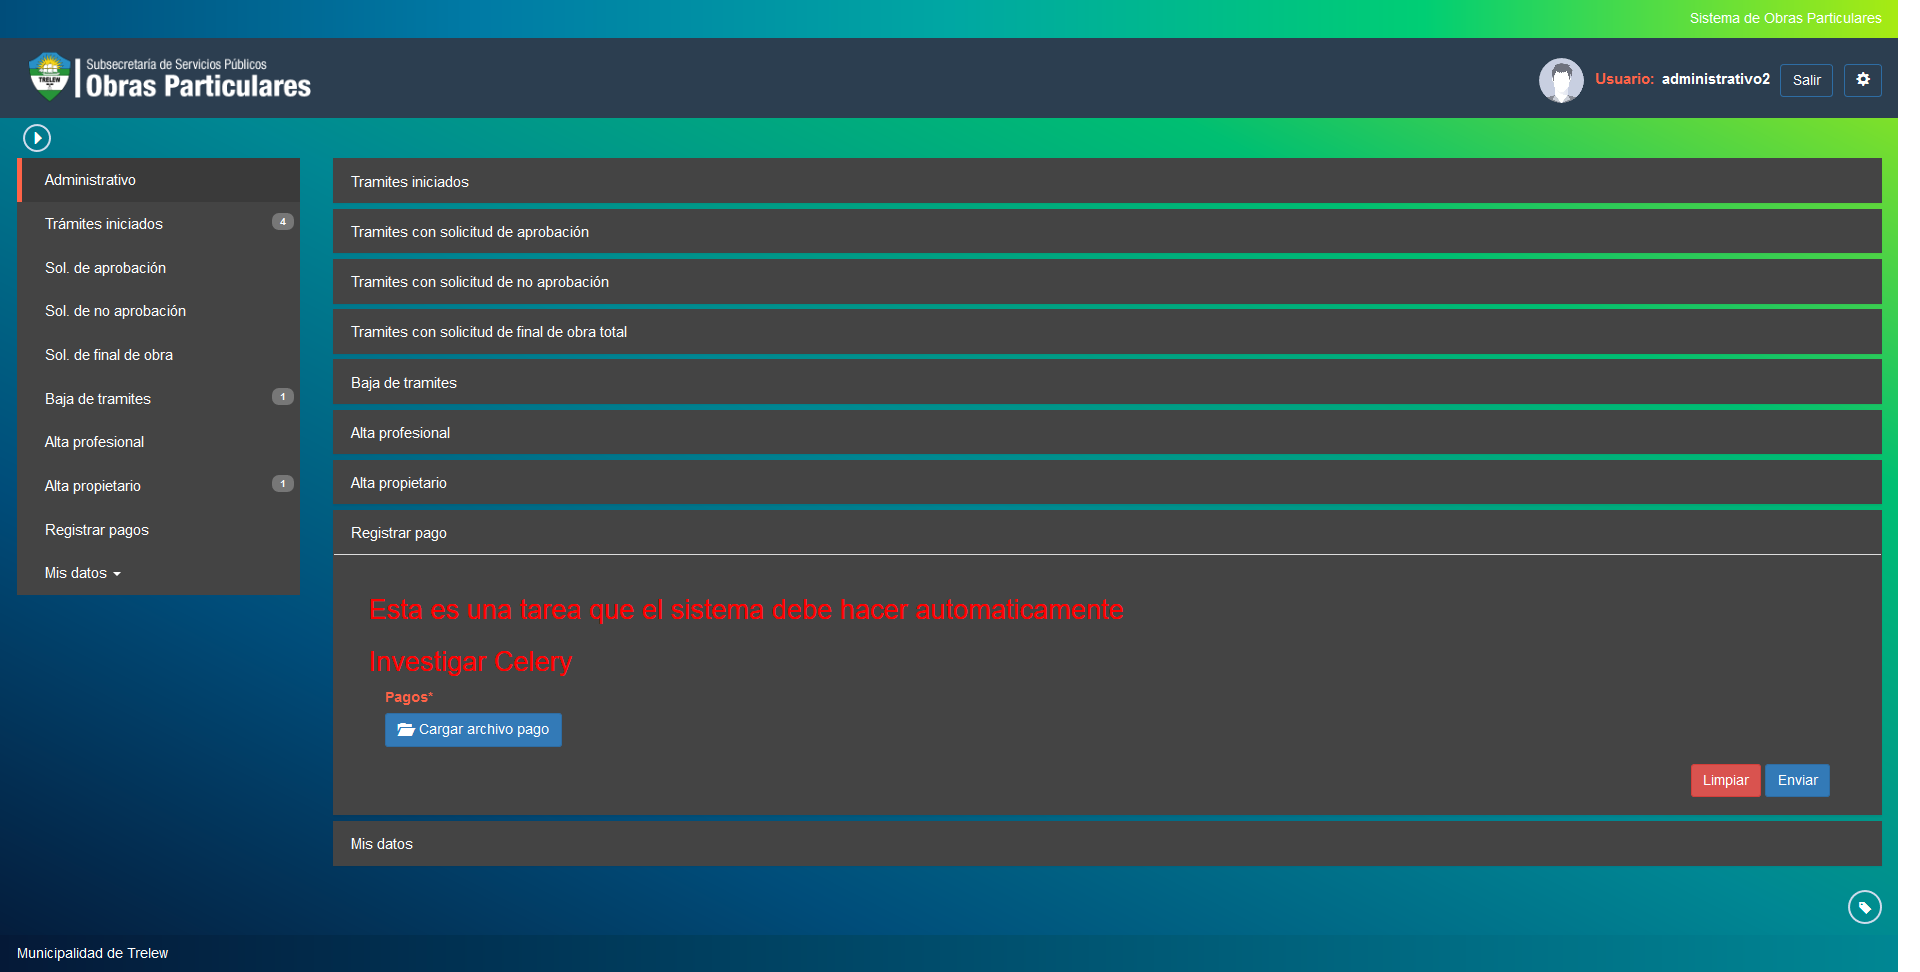 Sistema de Obras Particulares
TRELEW
Subsecretaría de Servicios Públicos
Obras Particulares
Usuario: administrativo2 Salir
Administrativo
Trámites iniciados 4
Sol. de aprobación
Sol. de no aprobación
Sol. de final de obra
Baja de tramites 1
Alta profesional
Alta propietario 1
Registrar pagos
Mis datos
Tramites iniciados
Tramites con solicitud de aprobación
Tramites con solicitud de no aprobación
Tramites con solicitud de final de obra total
Baja de tramites
Alta profesional
Alta propietario
Registrar pago
Esta es una tarea que el sistema debe hacer automaticamente
Investigar Celery
Pagos*
Cargar archivo pago
Limpiar Enviar
Mis datos
Municipalidad de Trelew